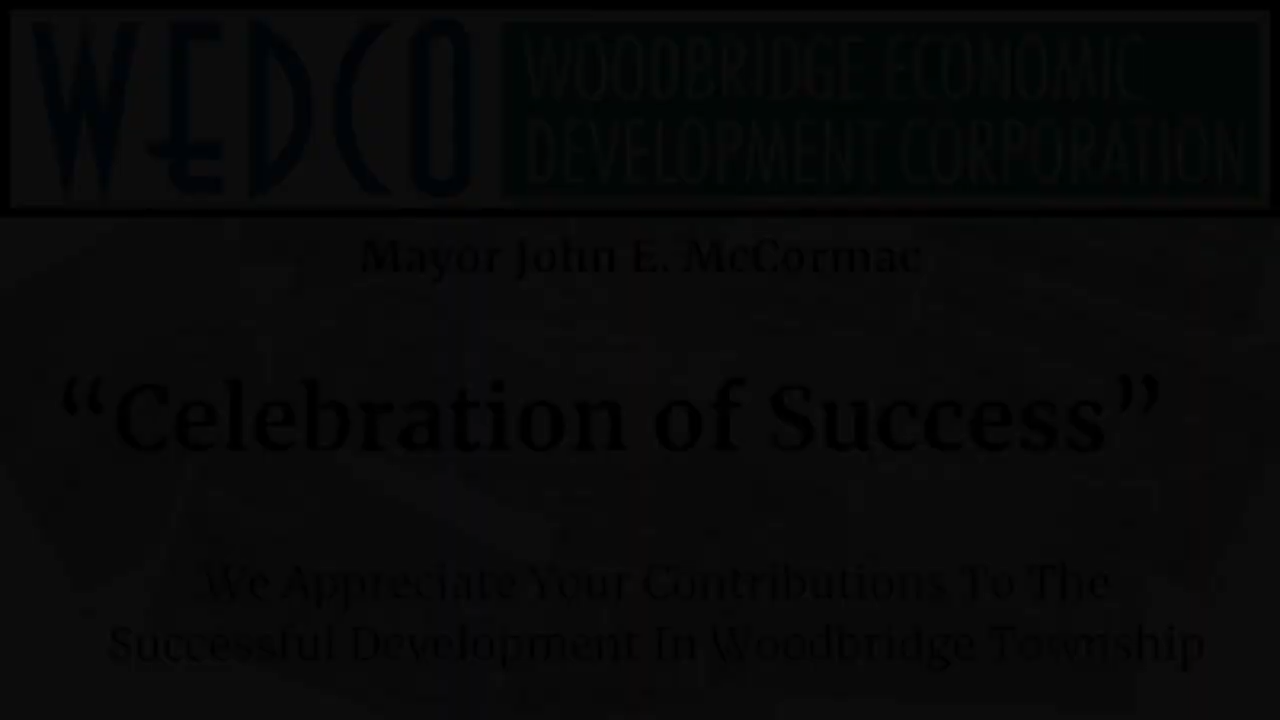 WEDCO
WOODBRIDGE ECONOMIC
DEVELOPMENT CORPORATION
Mayor John E. McCormac
“Celebration of Success”
We Appreciate Your Contributions To The
Successful Development In Woodbridge Township